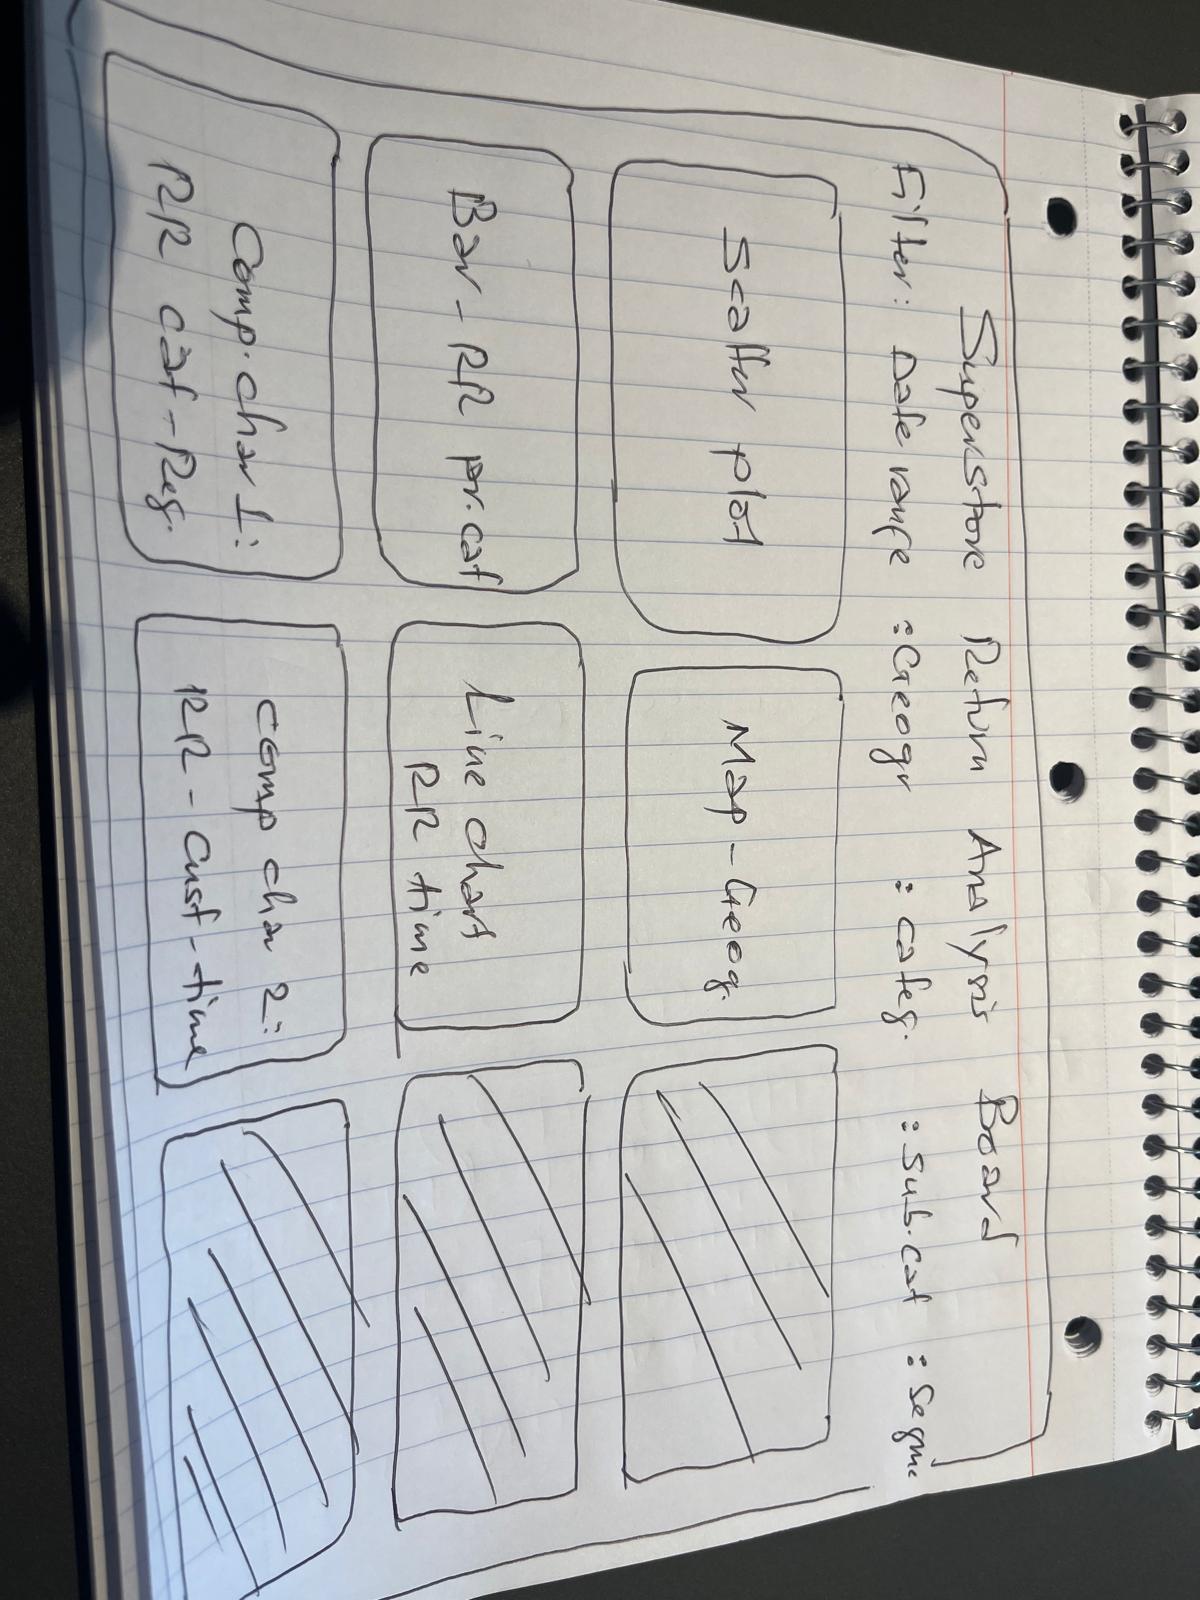 Superstore Return Analysis Board
Filter: Date range : Geogr : categ. : Sub.cat : Segme
Scatter plot
Map - Geog.
Bar - RR pr. cat
Line chart
RR time
Comp. char 1:
RR cat - Reg.
Comp char 2:
RR - Cust - time